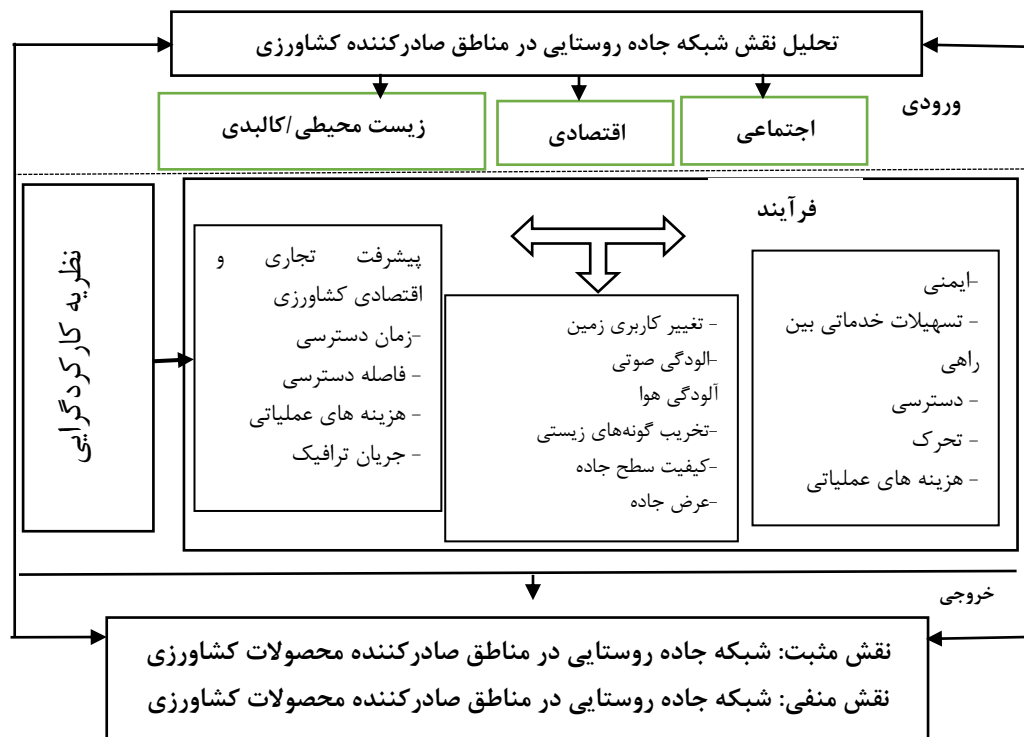 تحلیل نقش شبکه جاده روستایی در مناطق صادرکننده کشاورزی
ورودی
اجتماعی
اقتصادی
زیست محیطی/کالبدی
فرآیند
-ایمنی
- تسهیلات خدماتی بین
راهی
- دسترسی
- تحرک
- هزینه های عملیاتی
- تغییر کاربری زمین
-الودگی صوتی
آلودگی هوا
-تخریب گونه‌های زیستی
-کیفیت سطح جاده
-عرض جاده
پیشرفت تجاری و
اقتصادی کشاورزی
-زمان دسترسی
- فاصله دسترسی
- هزینه های عملیاتی
- جریان ترافیک
نظریه کارکردگرایی
خروجی
نقش مثبت: شبکه جاده روستایی در مناطق صادرکننده محصولات کشاورزی
نقش منفی: شبکه جاده روستایی در مناطق صادرکننده محصولات کشاورزی